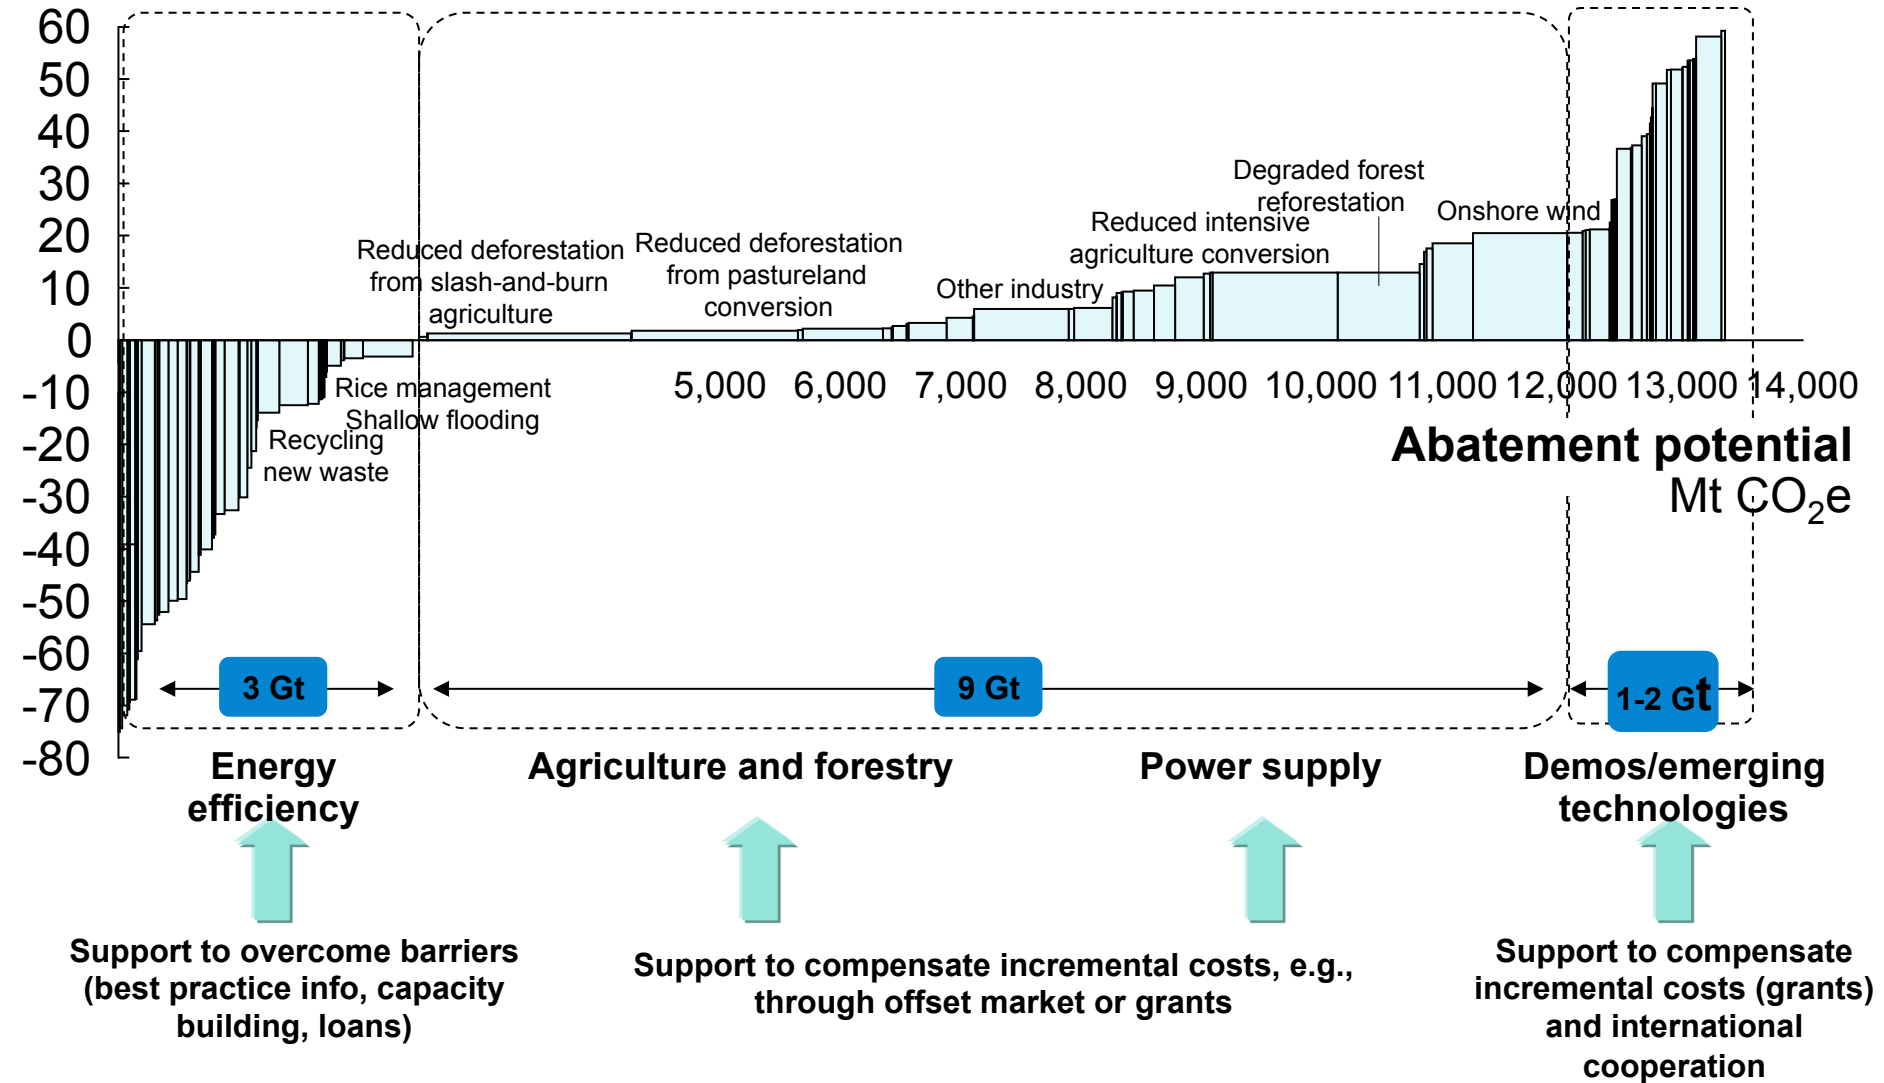 60
50
40
30
20
10
0
-10
-20
-30
-40
-50
-60
-70
-80
Reduced deforestation
from slash-and-burn
agriculture
Reduced deforestation
from pastureland
conversion
Other industry
Reduced intensive
agriculture conversion
Degraded forest
reforestation
Onshore wind
Rice management
Shallow flooding
Recycling
new waste
5,000 6,000 7,000 8,000 9,000 10,000 11,000 12,000 13,000 14,000
Abatement potential
Mt CO₂e
3 Gt
9 Gt
1-2 Gt
Energy
efficiency
Agriculture and forestry
Power supply
Demos/emerging
technologies
Support to overcome barriers
(best practice info, capacity
building, loans)
Support to compensate incremental costs, e.g.,
through offset market or grants
Support to compensate
incremental costs (grants)
and international
cooperation